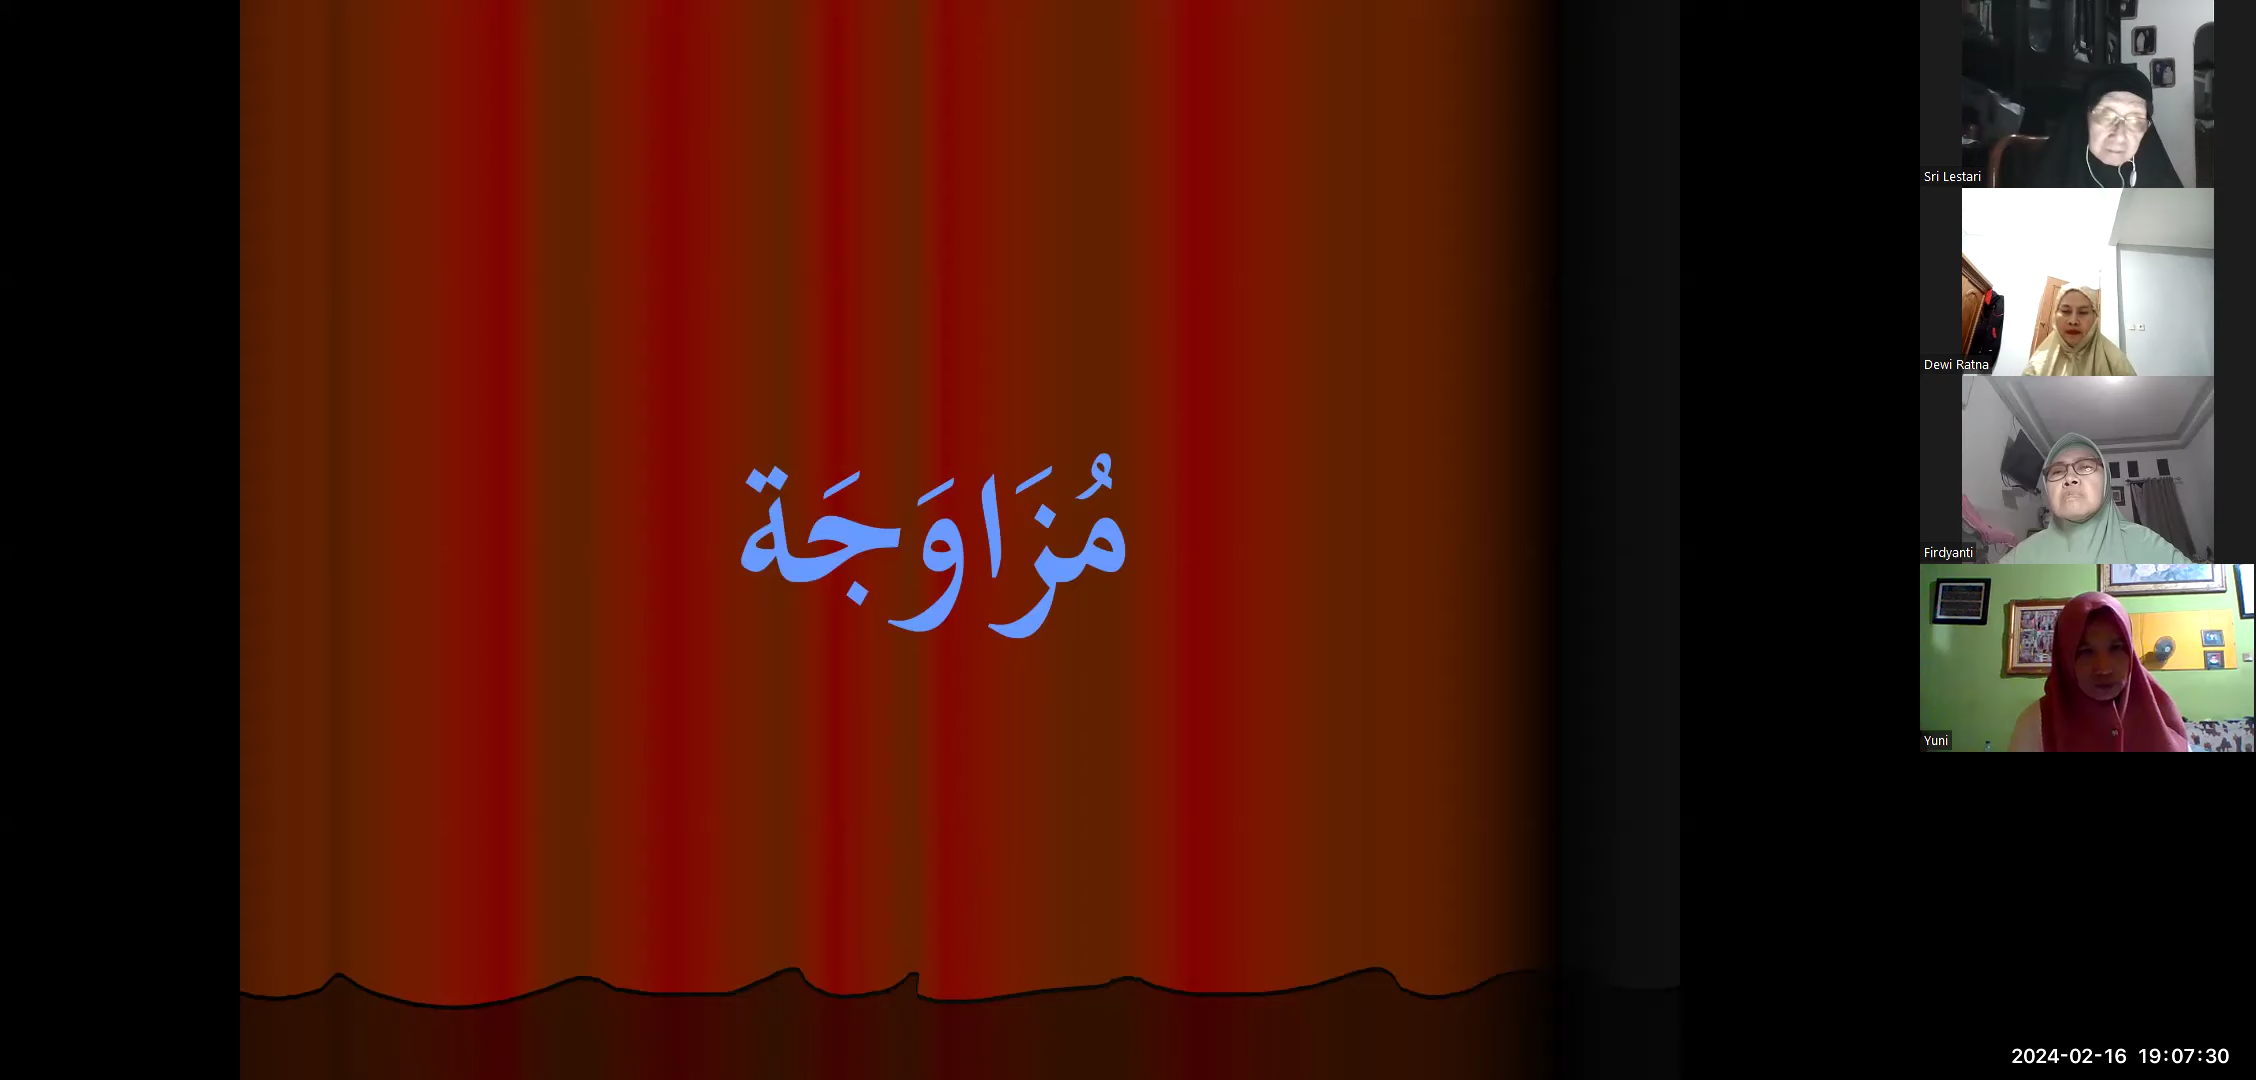 مُزَاوَجَة
Sri Lestari
Dewi Ratna
Firdyanti
Yuni
2024-02-16 19:07:30